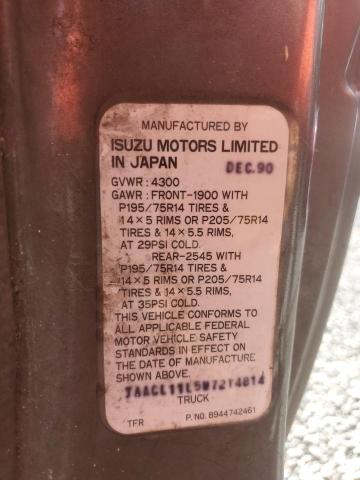 MANUFACTURED BY
ISUZU MOTORS LIMITED
IN JAPAN DEC.90
GVWR : 4300
GAWR : FRONT-1900 WITH
P195/75R14 TIRES &
14 × 5 RIMS OR P205/75R14
TIRES & 14 × 5.5 RIMS,
AT 29PSI COLD.
REAR-2545 WITH
P195/75R14 TIRES &
14 × 5 RIMS OR P205/75R14
TIRES & 14 × 5.5 RIMS,
AT 35PSI COLD.
THIS VEHICLE CONFORMS TO
ALL APPLICABLE FEDERAL
MOTOR VEHICLE SAFETY
STANDARDS IN EFFECT ON
THE DATE OF MANUFACTURE
SHOWN ABOVE.
TRUCK
TFR P. NO. 8944742461